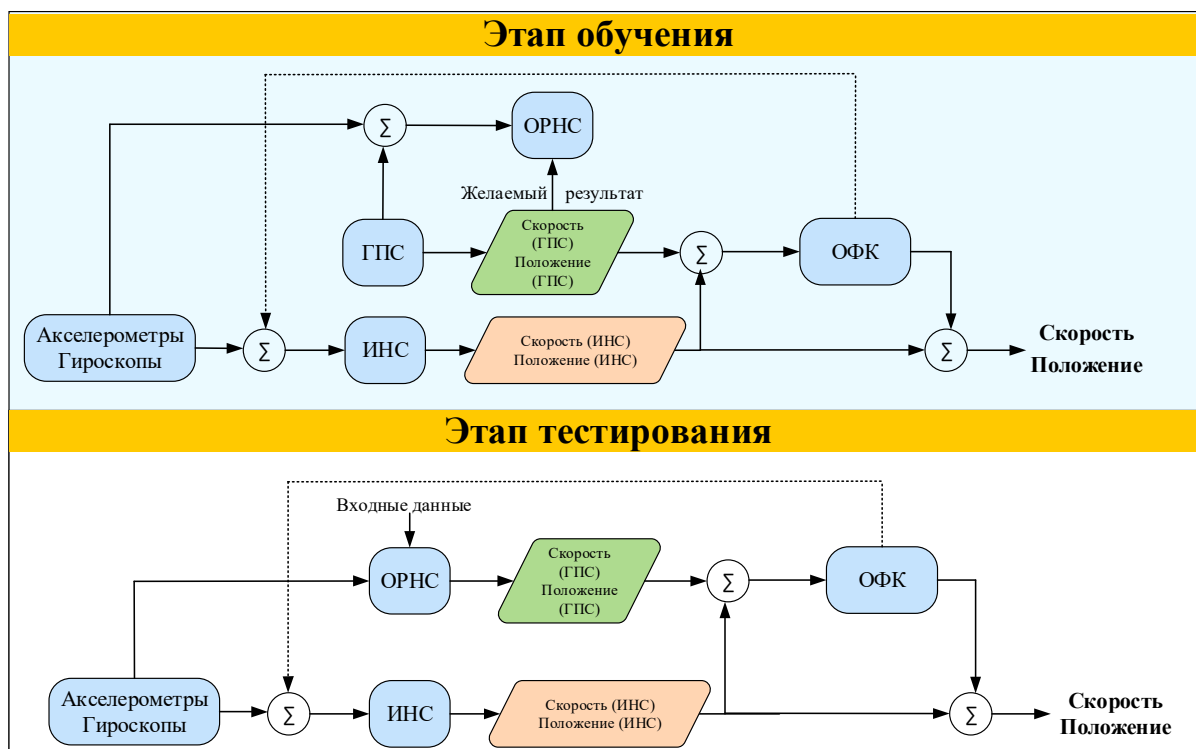 Этап обучения
∑
ОРНС
Желаемый результат
ГПС
Скорость
(ГПС)
Положение
(ГПС)
∑
ОФК
Акселерометры
Гироскопы
∑
ИНС
Скорость (ИНС)
Положение (ИНС)
∑
Скорость
Положение
Этап тестирования
Входные данные
ОРНС
Скорость
(ГПС)
Положение
(ГПС)
∑
ОФК
Акселерометры
Гироскопы
∑
ИНС
Скорость (ИНС)
Положение (ИНС)
∑
Скорость
Положение